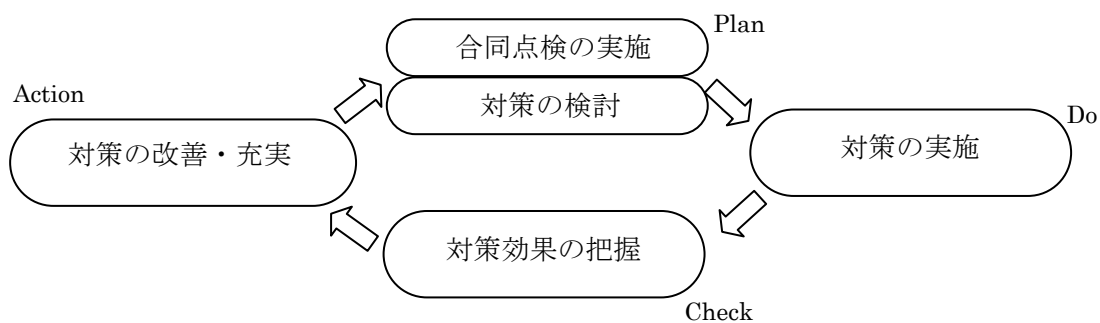 合同点検の実施
Plan
対策の検討
Action
対策の改善・充実
対策の実施
Do
対策効果の把握
Check